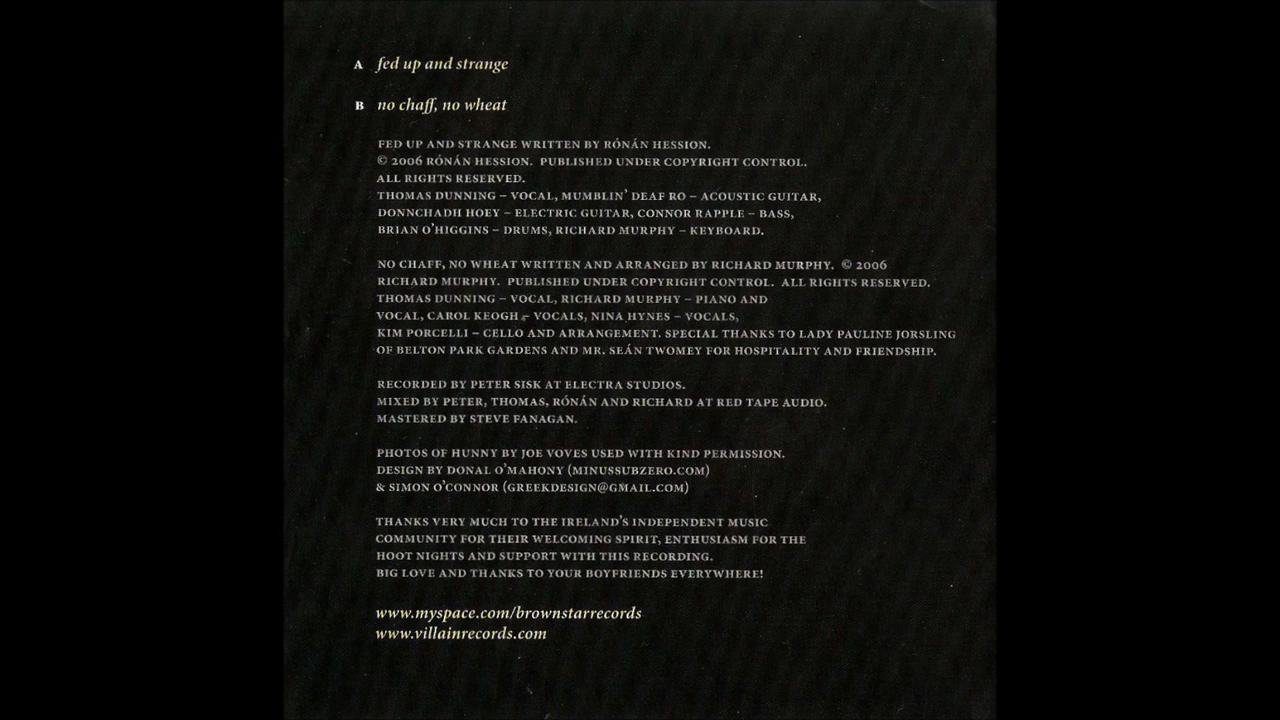 A fed up and strange
B no chaff, no wheat
FED UP AND STRANGE WRITTEN BY RÓNÁN HESSION.
© 2006 RÓNÁN HESSION. PUBLISHED UNDER COPYRIGHT CONTROL.
ALL RIGHTS RESERVED.
THOMAS DUNNING – VOCAL, MUMBLIN' DEAF RO – ACOUSTIC GUITAR,
DONNCHADH HOEY – ELECTRIC GUITAR, CONNOR RAPPLE – BASS,
BRIAN O'HIGGINS – DRUMS, RICHARD MURPHY – KEYBOARD.
NO CHAFF, NO WHEAT WRITTEN AND ARRANGED BY RICHARD MURPHY. © 2006
RICHARD MURPHY. PUBLISHED UNDER COPYRIGHT CONTROL. ALL RIGHTS RESERVED.
THOMAS DUNNING – VOCAL, RICHARD MURPHY – PIANO AND
VOCAL, CAROL KEOGH – VOCALS, NINA HYNES – VOCALS,
KIM PORCELLI – CELLO AND ARRANGEMENT. SPECIAL THANKS TO LADY PAULINE JORSLING
OF BELTON PARK GARDENS AND MR. SEÁN TWOMEY FOR HOSPITALITY AND FRIENDSHIP.
RECORDED BY PETER SISK AT ELECTRA STUDIOS.
MIXED BY PETER, THOMAS, RÓNÁN AND RICHARD AT RED TAPE AUDIO.
MASTERED BY STEVE FANAGAN.
PHOTOS OF HUNNY BY JOE VOVES USED WITH KIND PERMISSION.
DESIGN BY DONAL O'MAHONY (MINUSSUBZERO.COM)
& SIMON O'CONNOR (GREEKDESIGN@GMAIL.COM)
THANKS VERY MUCH TO THE IRELAND'S INDEPENDENT MUSIC
COMMUNITY FOR THEIR WELCOMING SPIRIT, ENTHUSIASM FOR THE
HOOT NIGHTS AND SUPPORT WITH THIS RECORDING.
BIG LOVE AND THANKS TO YOUR BOYFRIENDS EVERYWHERE!
www.myspace.com/brownstarrecords
www.villainrecords.com